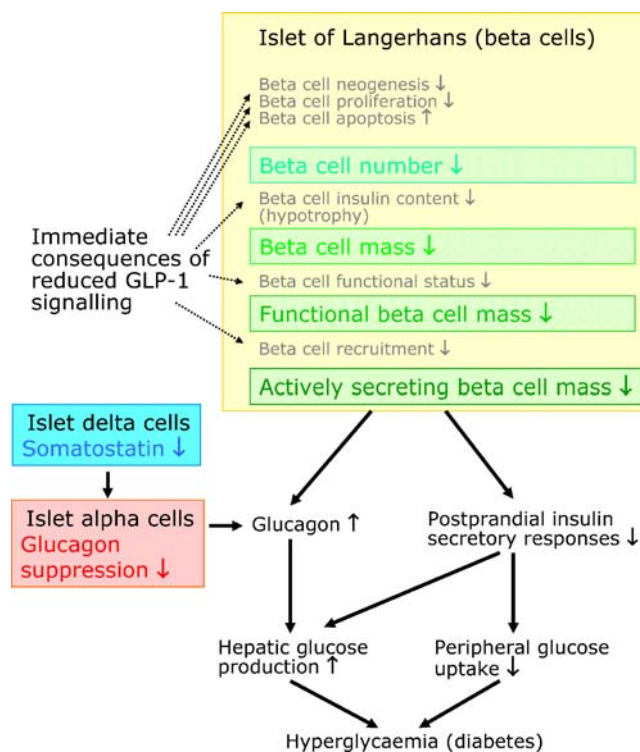 Islet of Langerhans (beta cells)
Beta cell neogenesis ↓
Beta cell proliferation ↓
Beta cell apoptosis ↑
Beta cell number ↓
Beta cell insulin content ↓
(hypotrophy)
Immediate
consequences of
reduced GLP-1
signalling
Beta cell mass ↓
Beta cell functional status ↓
Functional beta cell mass ↓
Beta cell recruitment ↓
Actively secreting beta cell mass ↓
Islet delta cells
Somatostatin ↓
Islet alpha cells
Glucagon
suppression ↓
Glucagon ↑
Postprandial insulin
secretory responses ↓
Hepatic glucose
production ↑
Peripheral glucose
uptake ↓
Hyperglycaemia (diabetes)